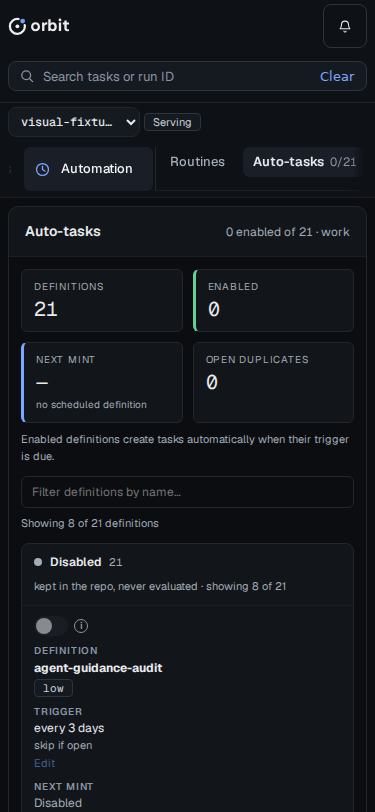 orbit
Search tasks or run ID
Clear
visual-fixtu…
Serving
Automation
Routines
Auto-tasks 0/21
Auto-tasks
0 enabled of 21 · work
DEFINITIONS
21
ENABLED
0
NEXT MINT
—
no scheduled definition
OPEN DUPLICATES
0
Enabled definitions create tasks automatically when their trigger
is due.
Filter definitions by name…
Showing 8 of 21 definitions
Disabled 21
kept in the repo, never evaluated · showing 8 of 21
DEFINITION
agent-guidance-audit
low
TRIGGER
every 3 days
skip if open
Edit
NEXT MINT
Disabled